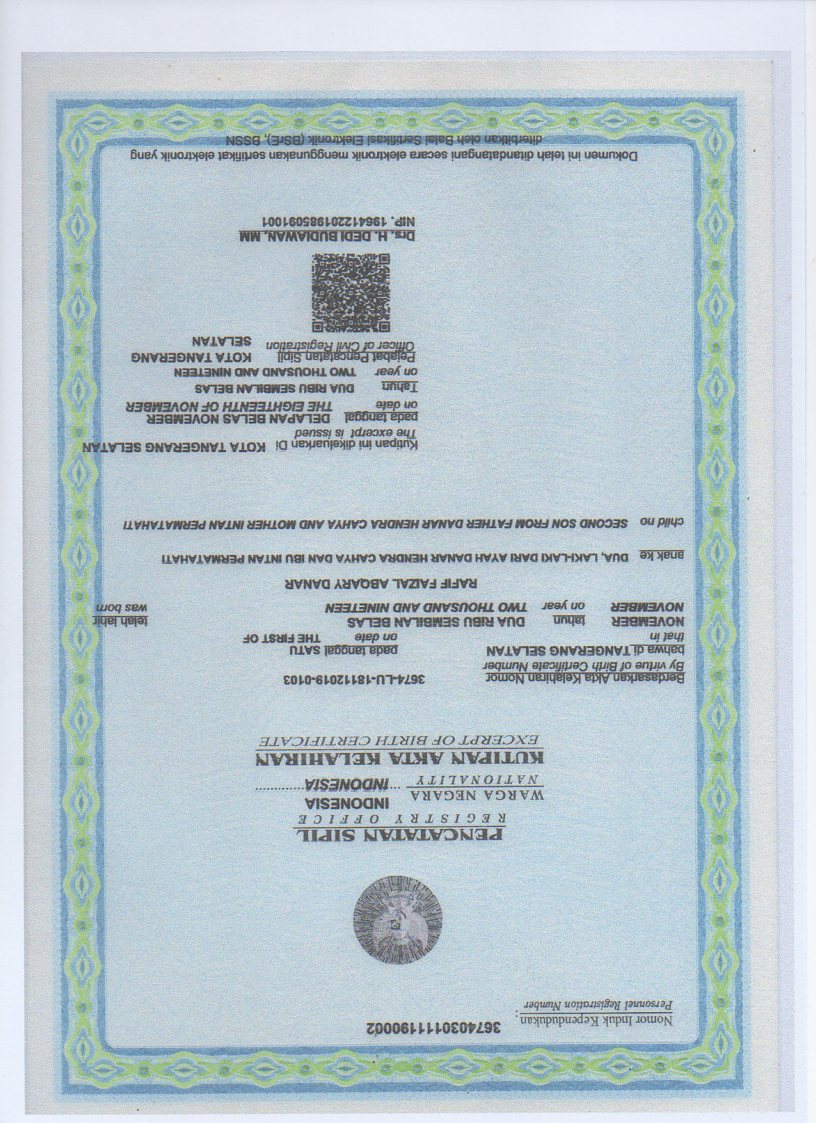 Nomor Induk Kependudukan : 3674030111190002
Personnel Registration Number
PENCATATAN SIPIL
REGISTRY OFFICE
WARGA NEGARA INDONESIA
NATIONALITY INDONESIA
KUTIPAN AKTA KELAHIRAN
EXCERPT OF BIRTH CERTIFICATE
Berdasarkan Akta Kelahiran Nomor 3674-LU-18112019-0103
By virtue of Birth Certificate Number
bahwa di TANGERANG SELATAN pada tanggal SATU
that in on date THE FIRST OF
NOVEMBER tahun DUA RIBU SEMBILAN BELAS telah lahir
NOVEMBER on year TWO THOUSAND AND NINETEEN was born
RAFIF FAIZAL ABQARY DANAR
anak ke DUA, LAKI-LAKI DARI AYAH DANAR HENDRA CAHYA DAN IBU INTAN PERMATAHATI
child no SECOND SON FROM FATHER DANAR HENDRA CAHYA AND MOTHER INTAN PERMATAHATI
Kutipan ini dikeluarkan Di KOTA TANGERANG SELATAN
The excerpt is issued
pada tanggal DELAPAN BELAS NOVEMBER
on date THE EIGHTEENTH OF NOVEMBER
Tahun DUA RIBU SEMBILAN BELAS
on year TWO THOUSAND AND NINETEEN
Pejabat Pencatatan Sipil KOTA TANGERANG
Officer of Civil Registration SELATAN
Drs. H. DEDI BUDIAWAN, MM
NIP. 196412201985091001
Dokumen ini telah ditandatangani secara elektronik menggunakan sertifikat elektronik yang
diterbitkan oleh Balai Sertifikasi Elektronik (BSrE), BSSN